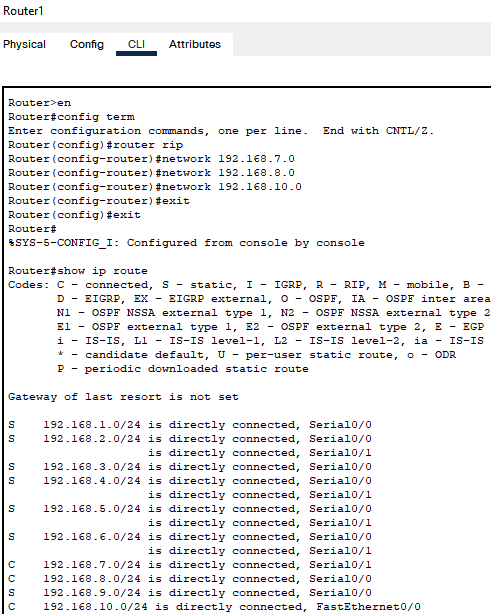 Router1
Physical Config CLI Attributes
Router>en
Router#config term
Enter configuration commands, one per line.  End with CNTL/Z.
Router(config)#router rip
Router(config-router)#network 192.168.7.0
Router(config-router)#network 192.168.8.0
Router(config-router)#network 192.168.10.0
Router(config-router)#exit
Router(config)#exit
Router#
%SYS-5-CONFIG_I: Configured from console by console
Router#show ip route
Codes: C - connected, S - static, I - IGRP, R - RIP, M - mobile, B -
D - EIGRP, EX - EIGRP external, O - OSPF, IA - OSPF inter area
N1 - OSPF NSSA external type 1, N2 - OSPF NSSA external type 2
E1 - OSPF external type 1, E2 - OSPF external type 2, E - EGP
i - IS-IS, L1 - IS-IS level-1, L2 - IS-IS level-2, ia - IS-IS
* - candidate default, U - per-user static route, o - ODR
P - periodic downloaded static route
Gateway of last resort is not set
S    192.168.1.0/24 is directly connected, Serial0/0
S    192.168.2.0/24 is directly connected, Serial0/0
is directly connected, Serial0/1
S    192.168.3.0/24 is directly connected, Serial0/0
S    192.168.4.0/24 is directly connected, Serial0/0
is directly connected, Serial0/1
S    192.168.5.0/24 is directly connected, Serial0/0
is directly connected, Serial0/1
S    192.168.6.0/24 is directly connected, Serial0/0
is directly connected, Serial0/1
C    192.168.7.0/24 is directly connected, Serial0/1
C    192.168.8.0/24 is directly connected, Serial0/0
S    192.168.9.0/24 is directly connected, Serial0/0
C    192.168.10.0/24 is directly connected, FastEthernet0/0